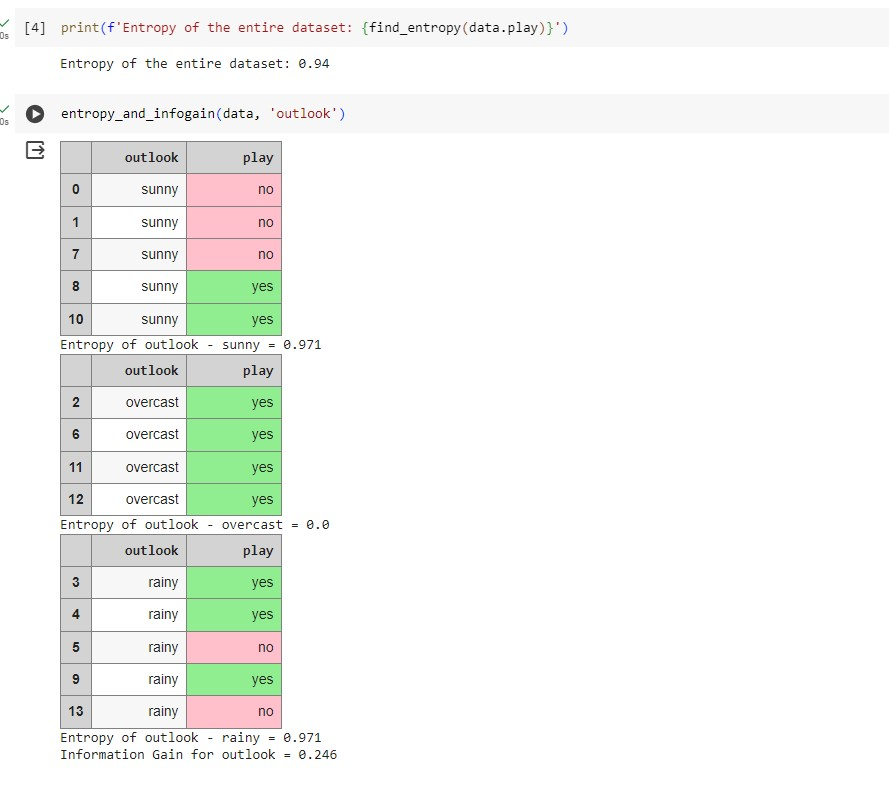 [4] print(f'Entropy of the entire dataset: {find_entropy(data.play)}')
0s
Entropy of the entire dataset: 0.94
entropy_and_infogain(data, 'outlook')
0s
outlook play
0 sunny no
1 sunny no
7 sunny no
8 sunny yes
10 sunny yes
Entropy of outlook - sunny = 0.971
outlook play
2 overcast yes
6 overcast yes
11 overcast yes
12 overcast yes
Entropy of outlook - overcast = 0.0
outlook play
3 rainy yes
4 rainy yes
5 rainy no
9 rainy yes
13 rainy no
Entropy of outlook - rainy = 0.971
Information Gain for outlook = 0.246